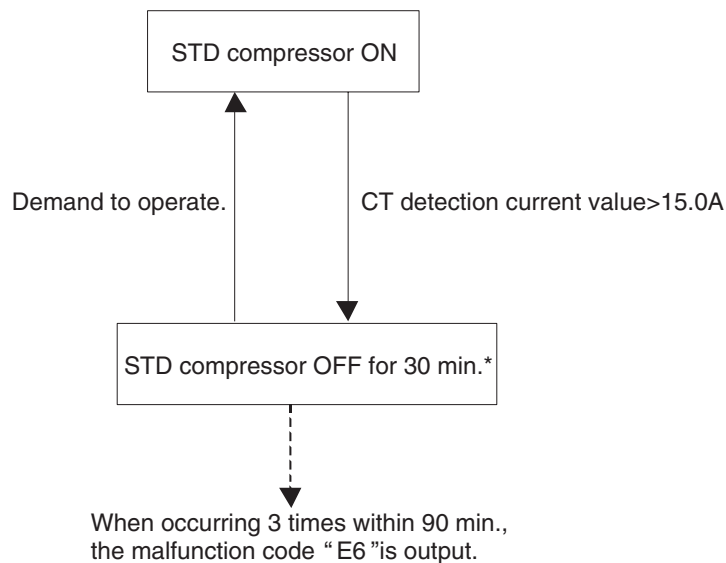 STD compressor ON
Demand to operate.
CT detection current value>15.0A
STD compressor OFF for 30 min.*
When occurring 3 times within 90 min.,
the malfunction code “ E6 ”is output.